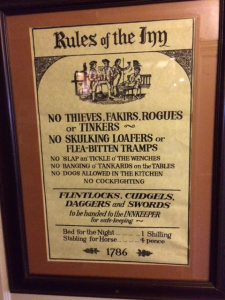 Rules of the Inn
NO THIEVES, FAKIRS, ROGUES
or TINKERS ~
NO SKULKING LOAFERS or
FLEA-BITTEN TRAMPS
NO SLAP an' TICKLE O' THE WENCHES
NO BANGING O' TANKARDS on the TABLES
NO DOGS ALLOWED IN THE KITCHEN
NO COCKFIGHTING
FLINTLOCKS, CUDGELS,
DAGGERS and SWORDS
to be handed to the INNKEEPER
for safe-keeping ~
Bed for the Night 1 Shilling
Stabling for Horse 4 pence
1786